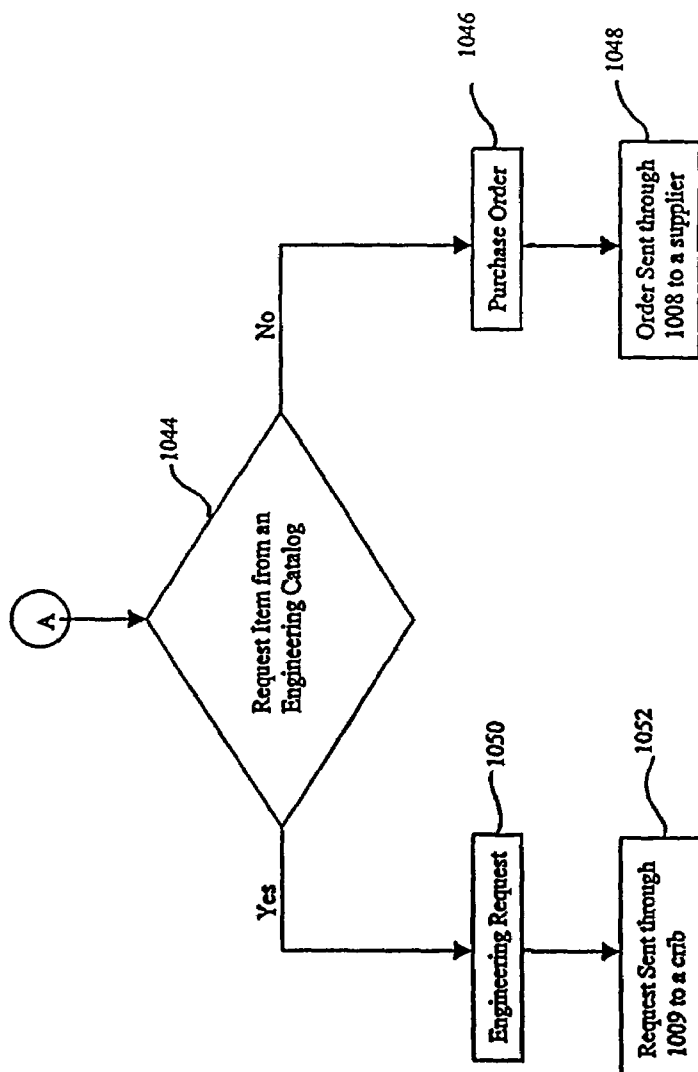 A
1044
Request Item from an
Engineering Catalog
Yes
No
1050
Engineering Request
1046
Purchase Order
1052
Request Sent through
1009 to a crib
1048
Order Sent through
1008 to a supplier